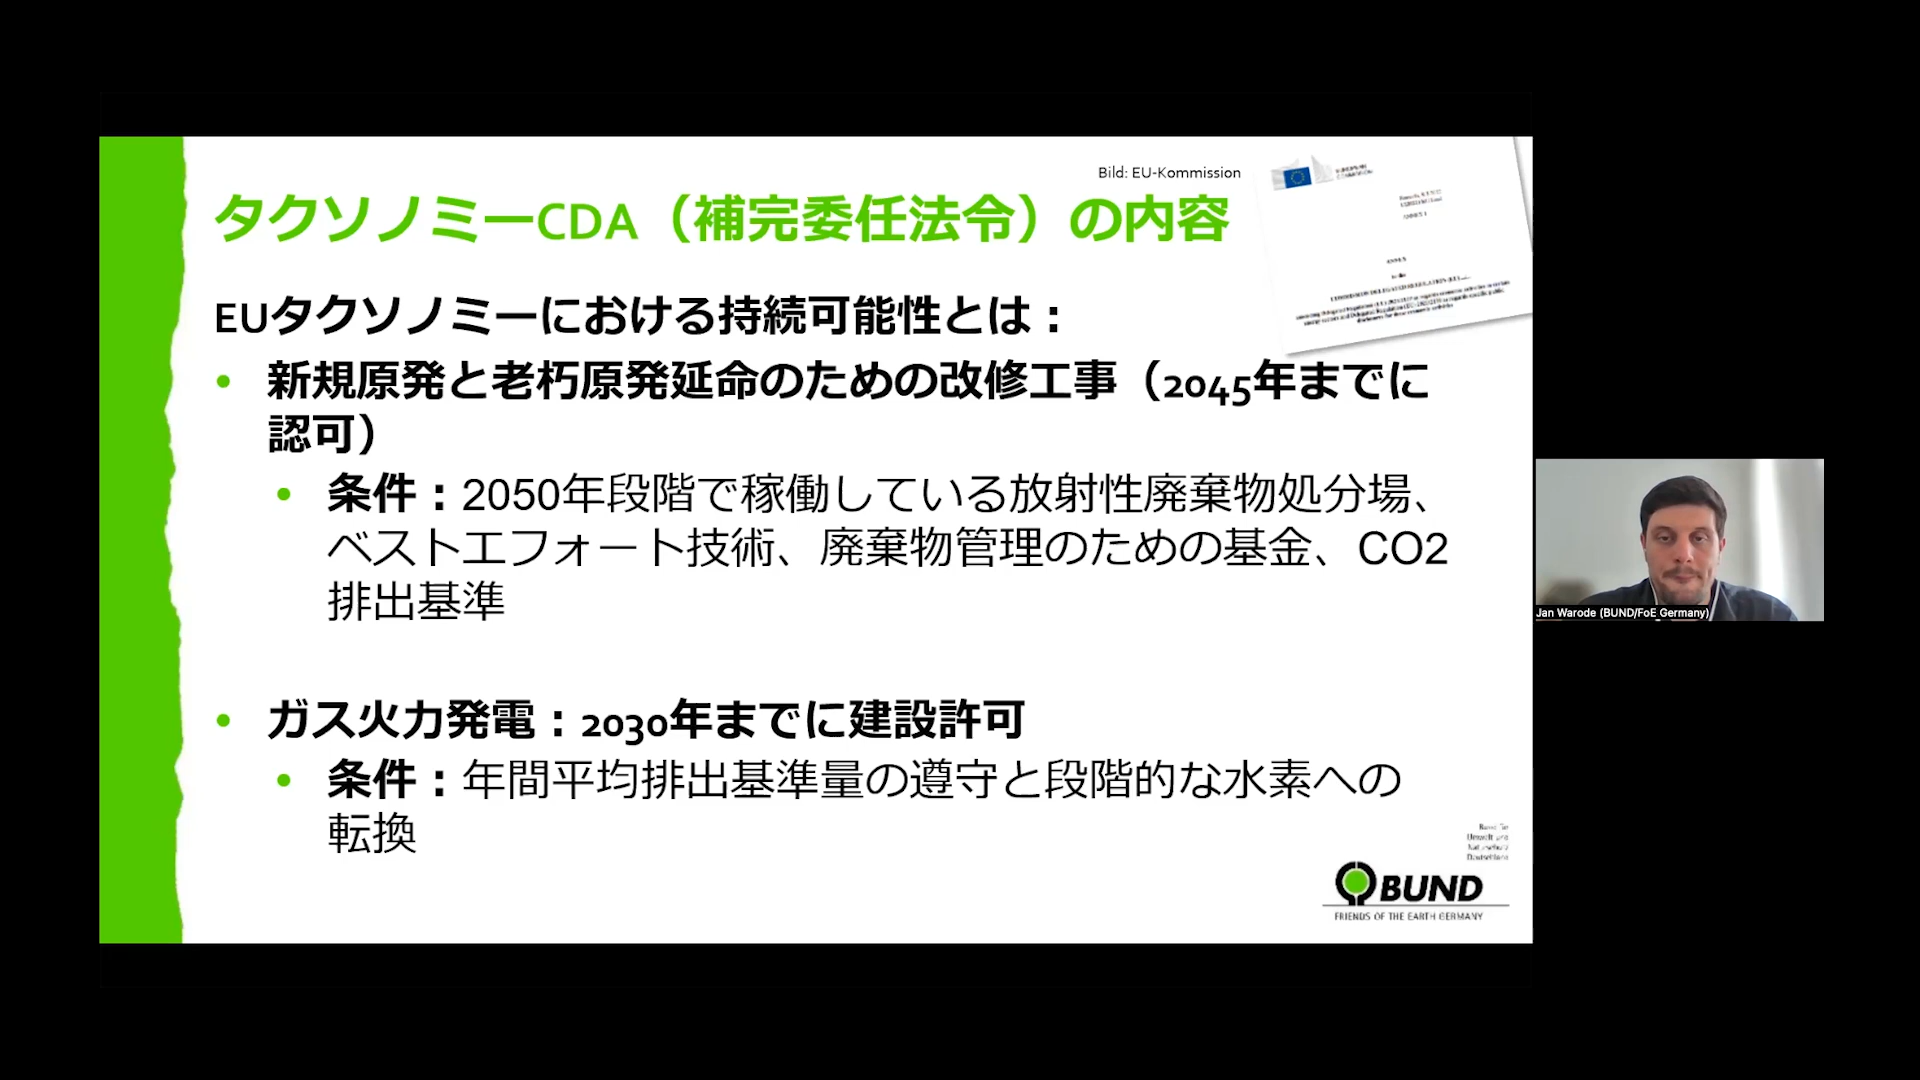 Bild: EU-Kommission
EUROPEAN
COMMISSION
タクソノミーCDA（補完委任法令）の内容
ANNEX
to the
EUタクソノミーにおける持続可能性とは：
• 新規原発と老朽原発延命のための改修工事（2045年までに
認可）
• 条件：2050年段階で稼働している放射性廃棄物処分場、
ベストエフォート技術、廃棄物管理のための基金、CO2
排出基準
• ガス火力発電：2030年までに建設許可
• 条件：年間平均排出基準量の遵守と段階的な水素への
転換
BUND
FRIENDS OF THE EARTH GERMANY
Jan Warode (BUND/FoE Germany)